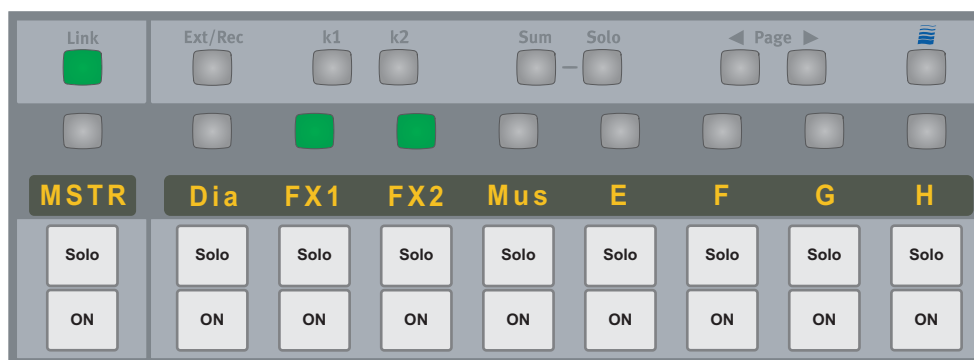 Link Ext/Rec k1 k2 Sum – Solo ◀ Page ▶
MSTR Dia FX1 FX2 Mus E F G H
Solo Solo Solo Solo Solo Solo Solo Solo Solo
ON ON ON ON ON ON ON ON ON